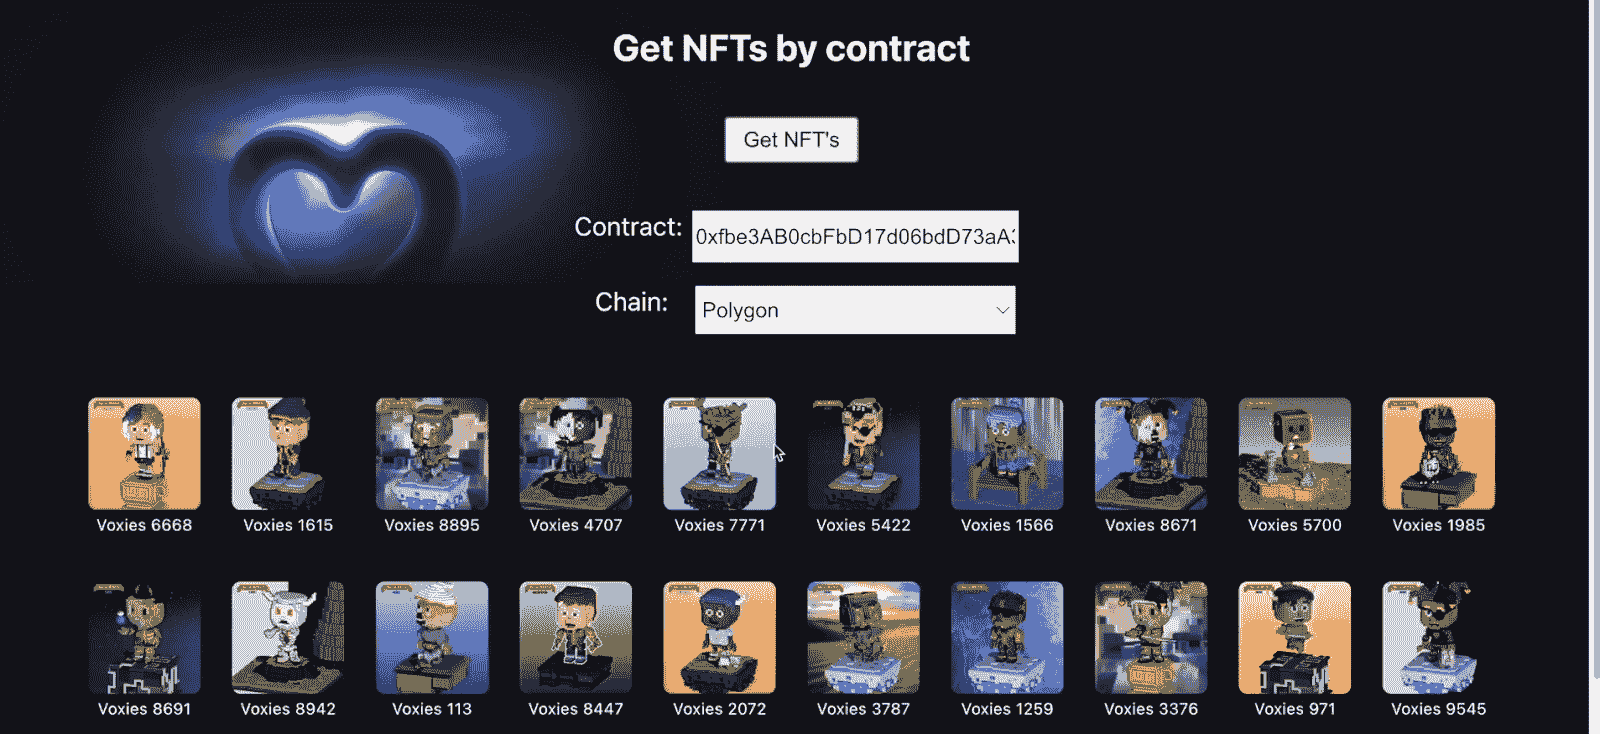 Get NFTs by contract
Get NFT's
Contract: 0xfbe3AB0cbFbD17d06bdD73aA
Chain: Polygon
Voxies 6668 Voxies 1615 Voxies 8895 Voxies 4707 Voxies 7771 Voxies 5422 Voxies 1566 Voxies 8671 Voxies 5700 Voxies 1985
Voxies 8691 Voxies 8942 Voxies 113 Voxies 8447 Voxies 2072 Voxies 3787 Voxies 1259 Voxies 3376 Voxies 971 Voxies 9545